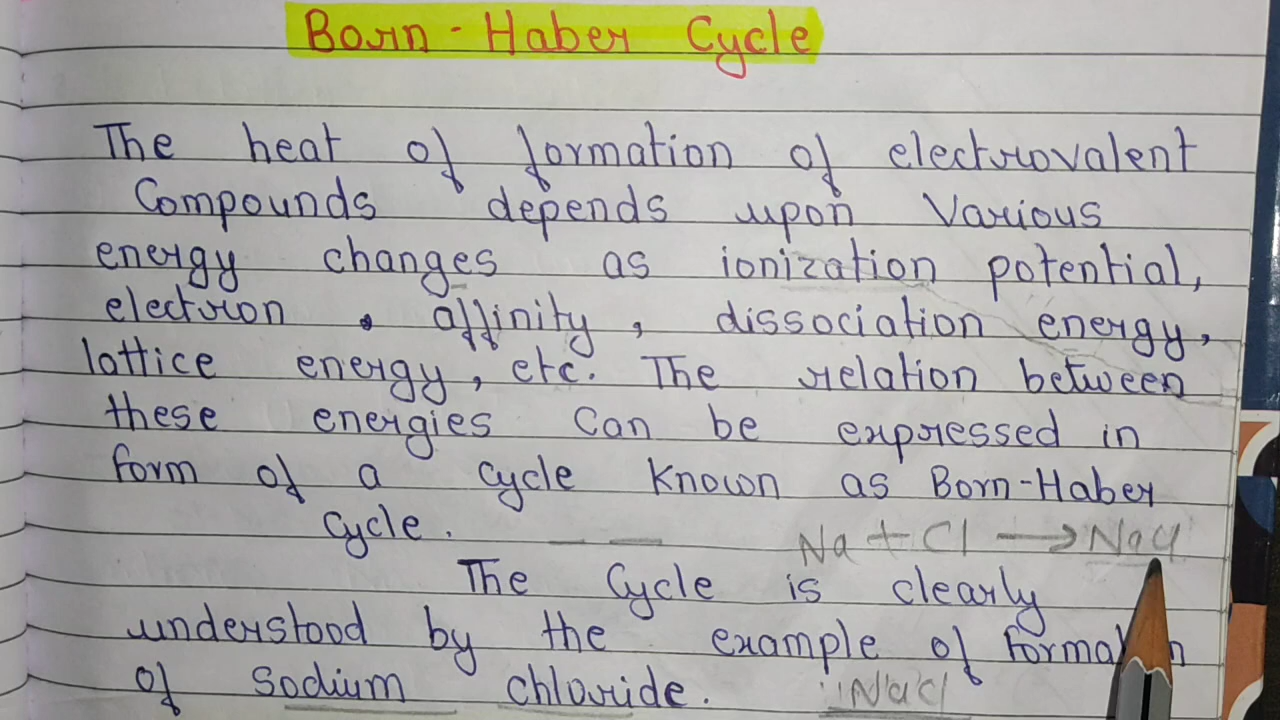 Born-Haber Cycle
The heat of formation of electrovalent
Compounds depends upon Various
energy changes as ionization potential,
electron affinity, dissociation energy,
lattice energy, etc. The relation between
these energies Can be expressed in
form of a cycle known as Born-Haber
cycle.
Na + Cl → NaCl
The Cycle is clearly
understood by the example of
of sodium chloride. NaCl